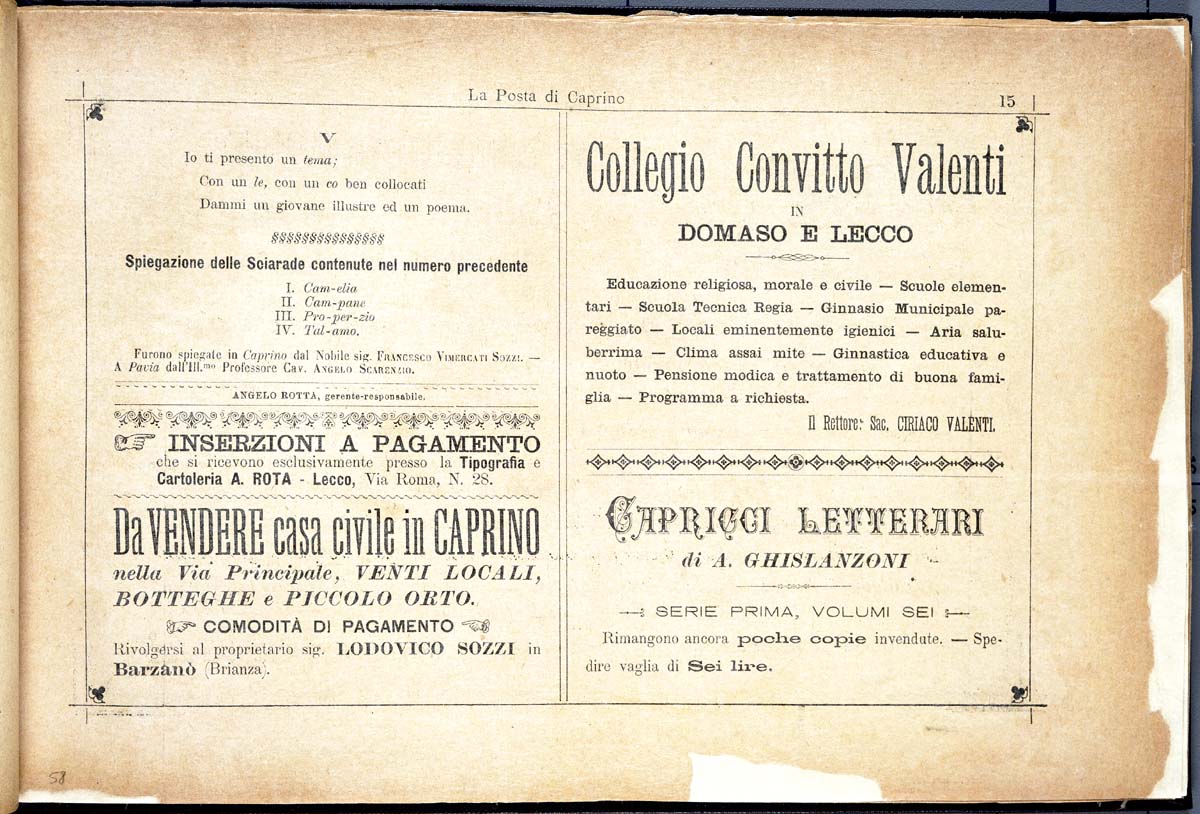 La Posta di Caprino
15
V
Io ti presento un tema;
Con un le, con un co ben collocati
Dammi un giovane illustre ed un poema.
§§§§§§§§§§§§§§§
Spiegazione delle Sciarade contenute nel numero precedente
I. Cam-elia
II. Cam-pane
III. Pro-per-zio
IV. Tal-amo.
Furono spiegate in Caprino dal Nobile sig. FRANCESCO VIMERCATI SOZZI. —
A Pavia dall'Ill.mo Professore Cav. ANGELO SCARENZIO.
ANGELO ROTTA, gerente-responsabile.
INSERZIONI A PAGAMENTO
che si ricevono esclusivamente presso la Tipografia e
Cartoleria A. ROTA - Lecco, Via Roma, N. 28.
Da VENDERE casa civile in CAPRINO
nella Via Principale, VENTI LOCALI,
BOTTEGHE e PICCOLO ORTO.
COMODITÀ DI PAGAMENTO
Rivolgersi al proprietario sig. LODOVICO SOZZI in
Barzanò (Brianza).
Collegio Convitto Valenti
IN
DOMASO E LECCO
Educazione religiosa, morale e civile — Scuole elemen-
tari — Scuola Tecnica Regia — Ginnasio Municipale pa-
reggiato — Locali eminentemente igienici — Aria salu-
berrima — Clima assai mite — Ginnastica educativa e
nuoto — Pensione modica e trattamento di buona fami-
glia — Programma a richiesta.
Il Rettore: Sac. CIRIACO VALENTI.
CAPRICCI LETTERARI
di A. GHISLANZONI
SERIE PRIMA, VOLUMI SEI
Rimangono ancora poche copie invendute. — Spe-
dire vaglia di Sei lire.
58